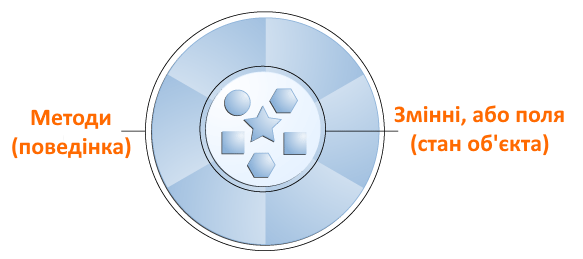 Методи
(поведінка)
Змінні, або поля
(стан об'єкта)